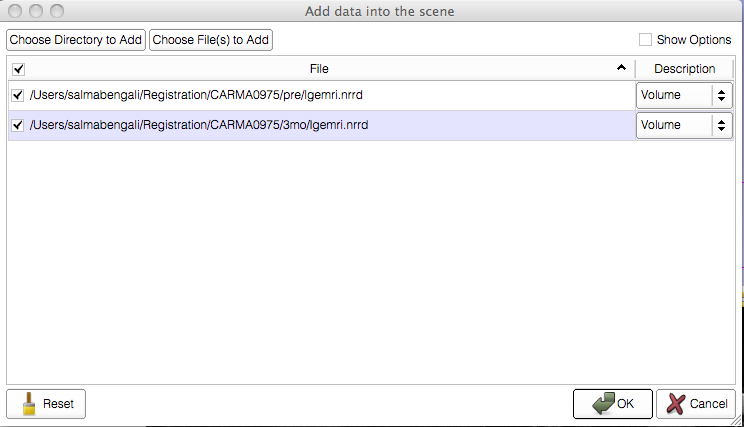 Add data into the scene
Choose Directory to Add Choose File(s) to Add Show Options
File Description
/Users/salmabengali/Registration/CARMA0975/pre/lgemri.nrrd Volume
/Users/salmabengali/Registration/CARMA0975/3mo/lgemri.nrrd Volume
Reset OK Cancel